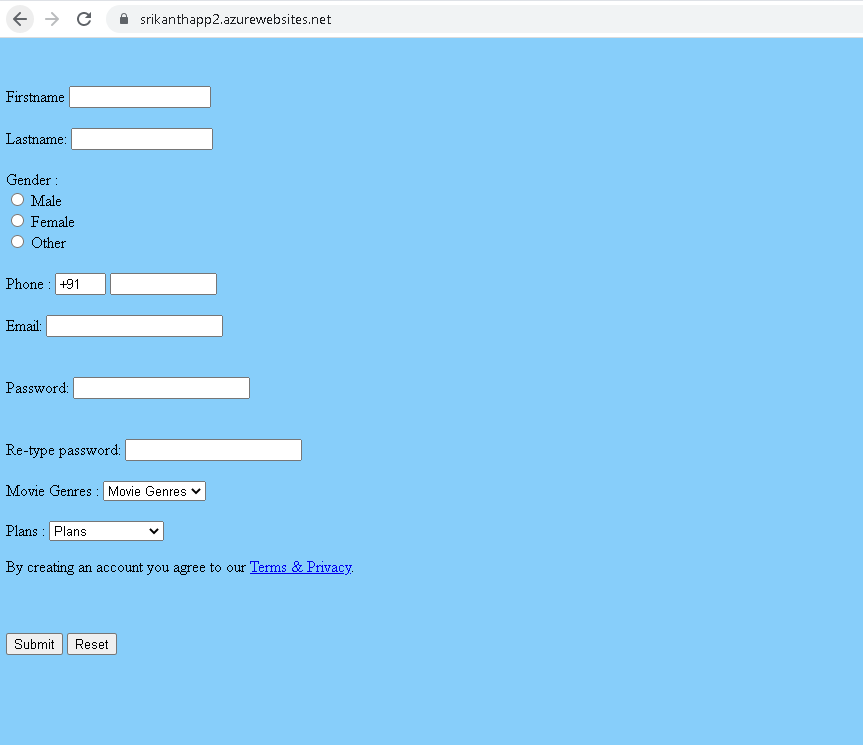 srikanthapp2.azurewebsites.net
Firstname
Lastname:
Gender :
Male
Female
Other
Phone : +91
Email:
Password:
Re-type password:
Movie Genres : Movie Genres
Plans : Plans
By creating an account you agree to our Terms & Privacy.
Submit Reset